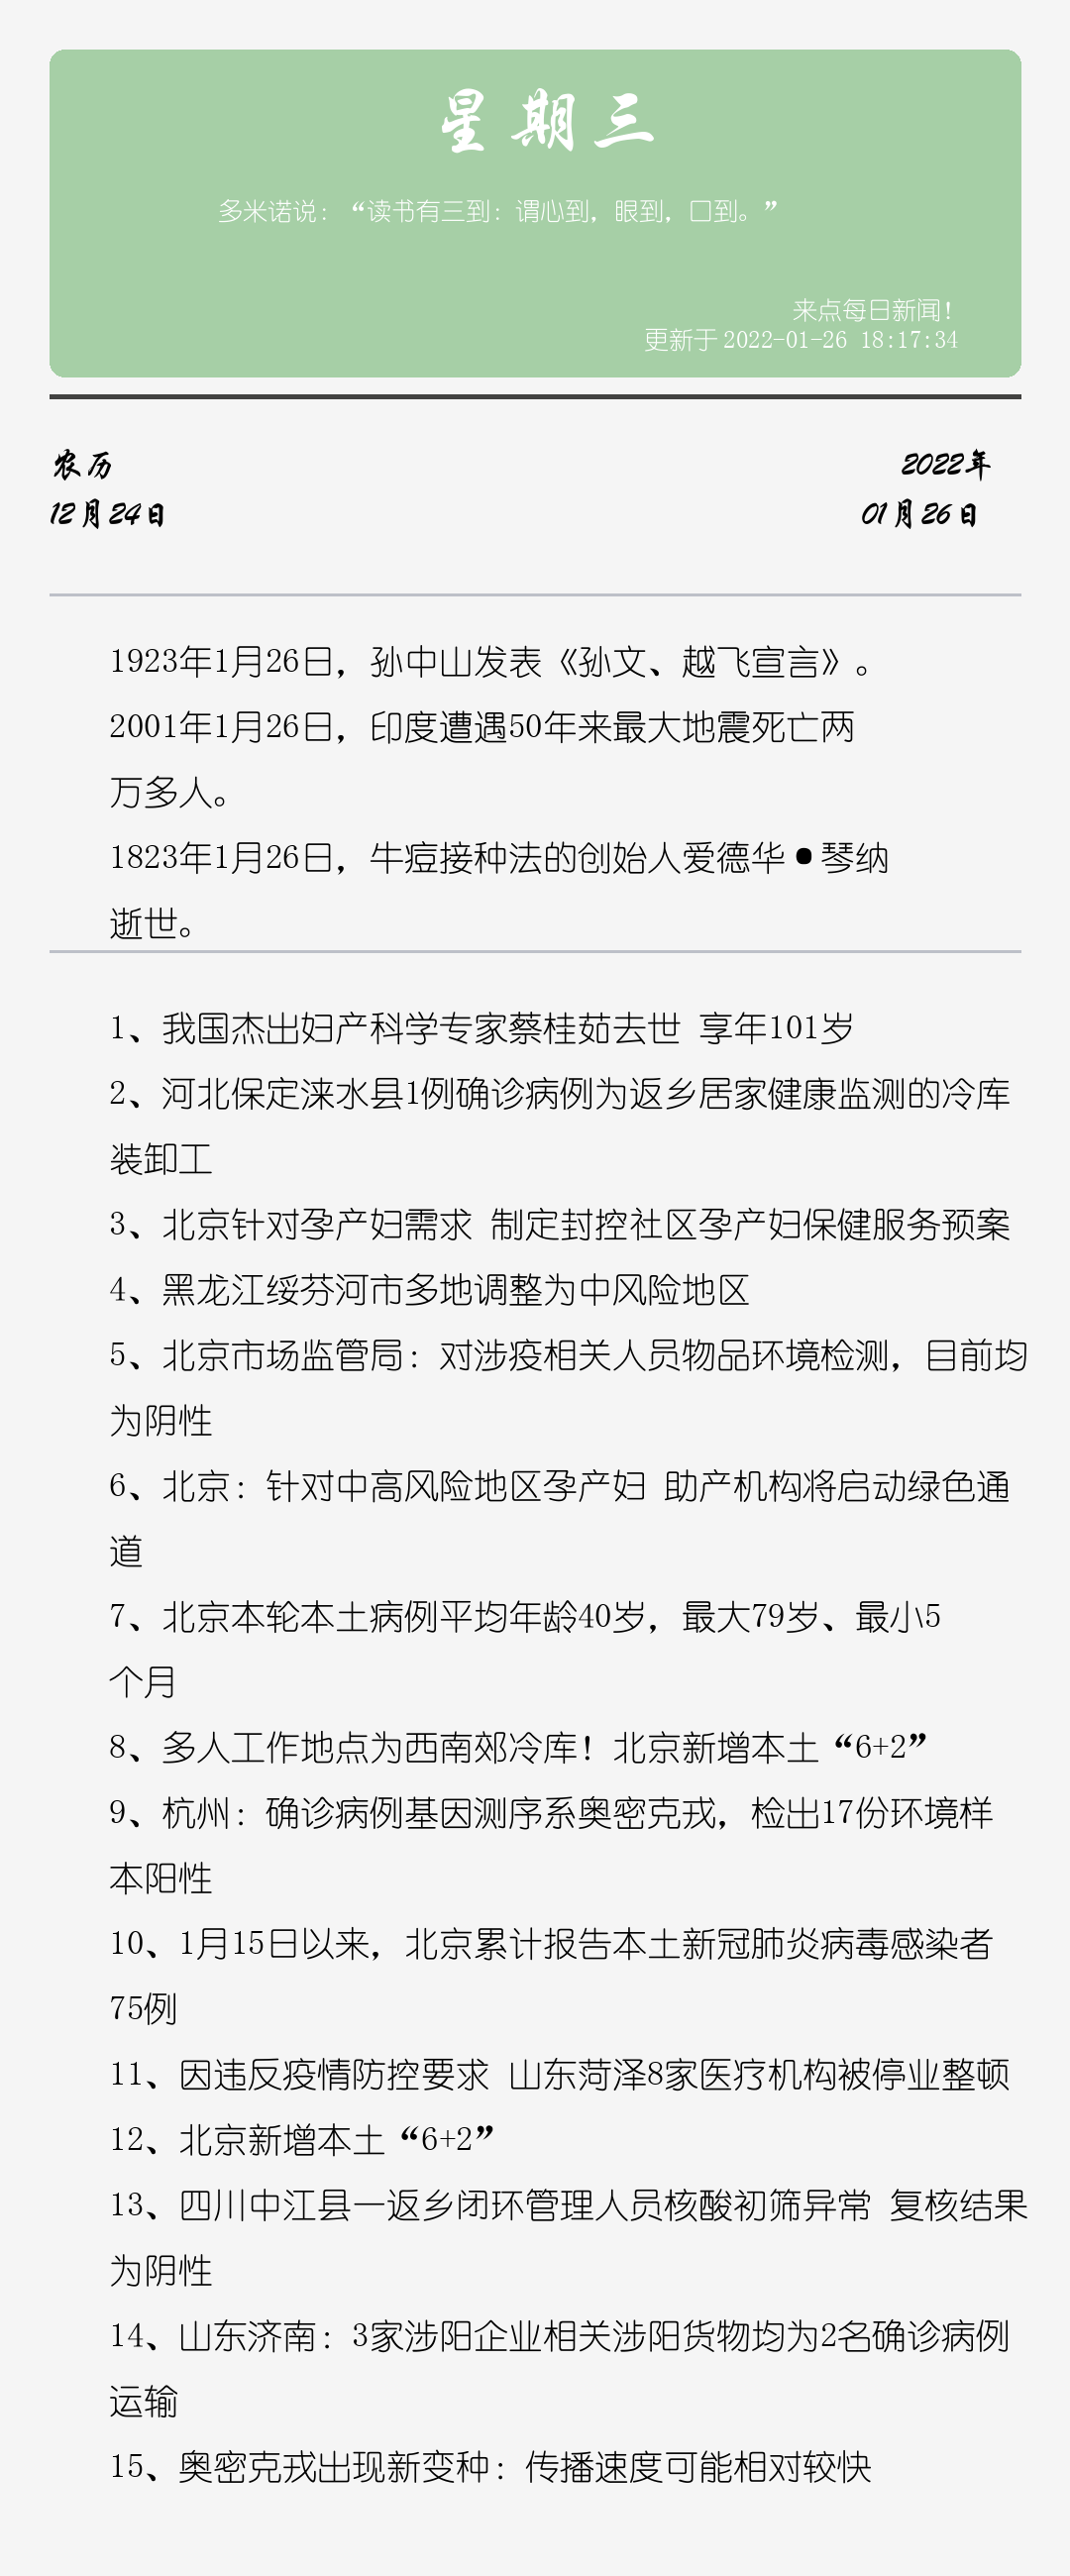 星期三
多米诺说：“读书有三到：谓心到，眼到，口到。”
来点每日新闻！
更新于2022-01-26 18:17:34
农历
12月24日
2022年
01月26日
1923年1月26日，孙中山发表《孙文、越飞宣言》。
2001年1月26日，印度遭遇50年来最大地震死亡两
万多人。
1823年1月26日，牛痘接种法的创始人爱德华•琴纳
逝世。
1、我国杰出妇产科学专家蔡桂茹去世 享年101岁
2、河北保定涞水县1例确诊病例为返乡居家健康监测的冷库
装卸工
3、北京针对孕产妇需求 制定封控社区孕产妇保健服务预案
4、黑龙江绥芬河市多地调整为中风险地区
5、北京市场监管局：对涉疫相关人员物品环境检测，目前均
为阴性
6、北京：针对中高风险地区孕产妇 助产机构将启动绿色通
道
7、北京本轮本土病例平均年龄40岁，最大79岁、最小5
个月
8、多人工作地点为西南郊冷库！北京新增本土“6+2”
9、杭州：确诊病例基因测序系奥密克戎，检出17份环境样
本阳性
10、1月15日以来，北京累计报告本土新冠肺炎病毒感染者
75例
11、因违反疫情防控要求 山东菏泽8家医疗机构被停业整顿
12、北京新增本土“6+2”
13、四川中江县一返乡闭环管理人员核酸初筛异常 复核结果
为阴性
14、山东济南：3家涉阳企业相关涉阳货物均为2名确诊病例
运输
15、奥密克戎出现新变种：传播速度可能相对较快